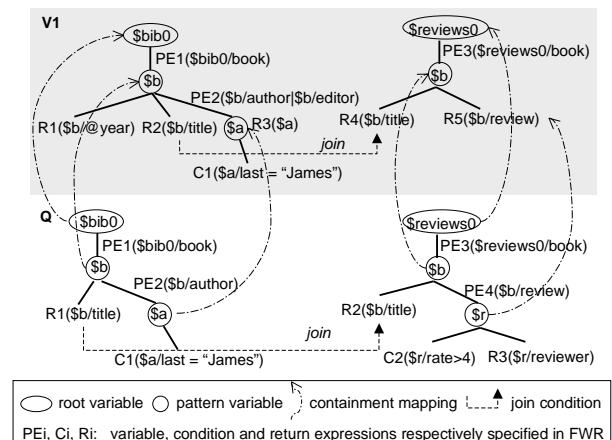 V1
$bib0
$reviews0
PE1($bib0/book)
PE3($reviews0/book)
$b
$b
PE2($b/author|$b/editor)
R1($b/@year)
R2($b/title)
$a
R3($a)
R4($b/title)
R5($b/review)
join
C1($a/last = “James”)
Q
$bib0
$reviews0
PE1($bib0/book)
PE3($reviews0/book)
$b
$b
PE2($b/author)
PE4($b/review)
R1($b/title)
$a
R2($b/title)
$r
join
C1($a/last = “James”)
C2($r/rate>4)
R3($r/reviewer)
root variable
pattern variable
containment mapping
join condition
PEi, Ci, Ri: variable, condition and return expressions respectively specified in FWR